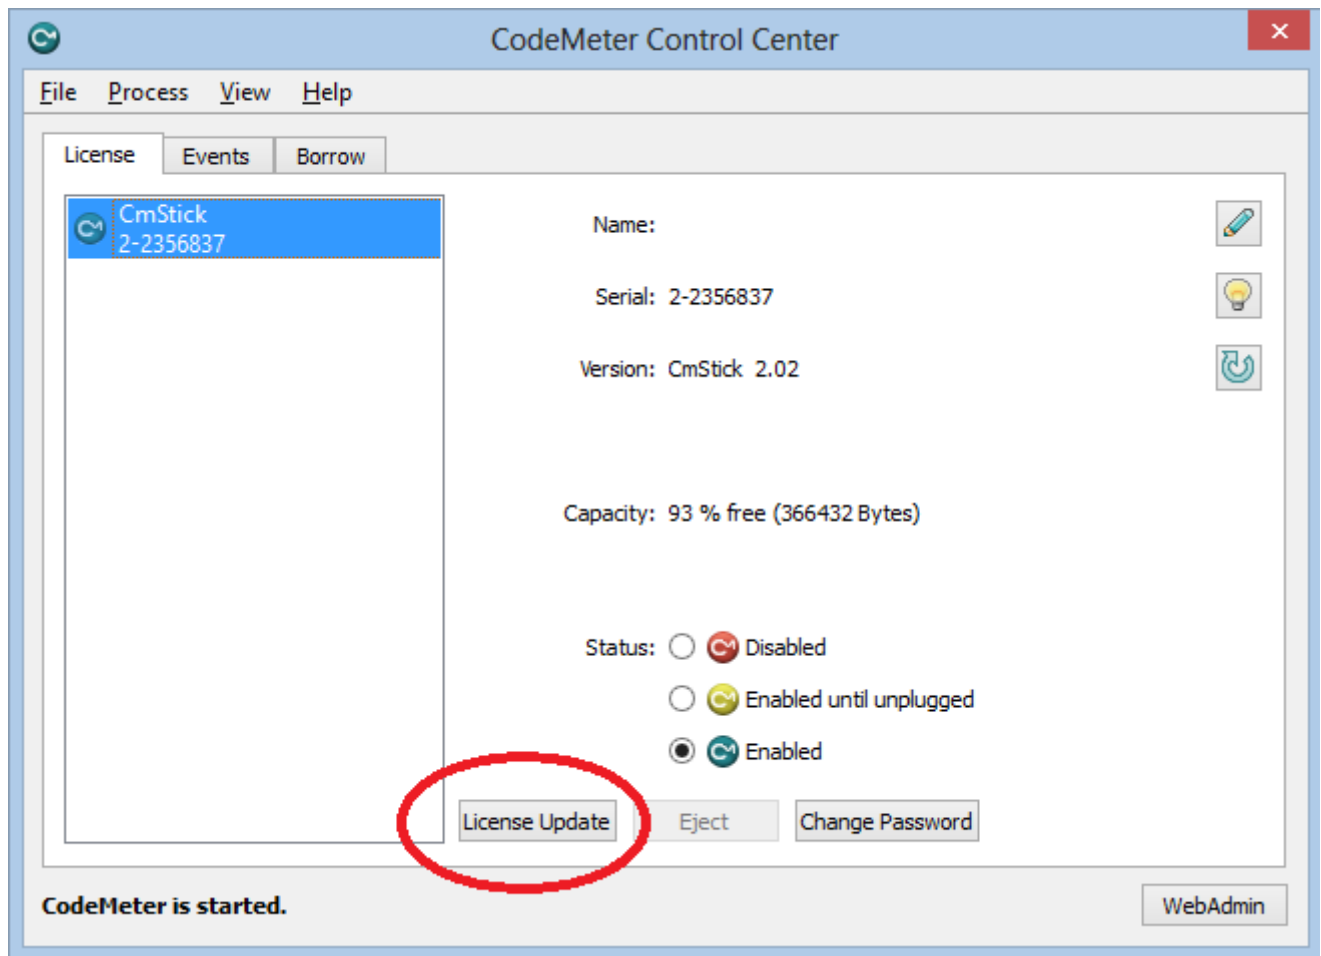 CodeMeter Control Center
File Process View Help
License Events Borrow
CmStick
2-2356837
Name:
Serial: 2-2356837
Version: CmStick 2.02
Capacity: 93 % free (366432 Bytes)
Status: Disabled
Enabled until unplugged
Enabled
License Update Eject Change Password
CodeMeter is started.
WebAdmin